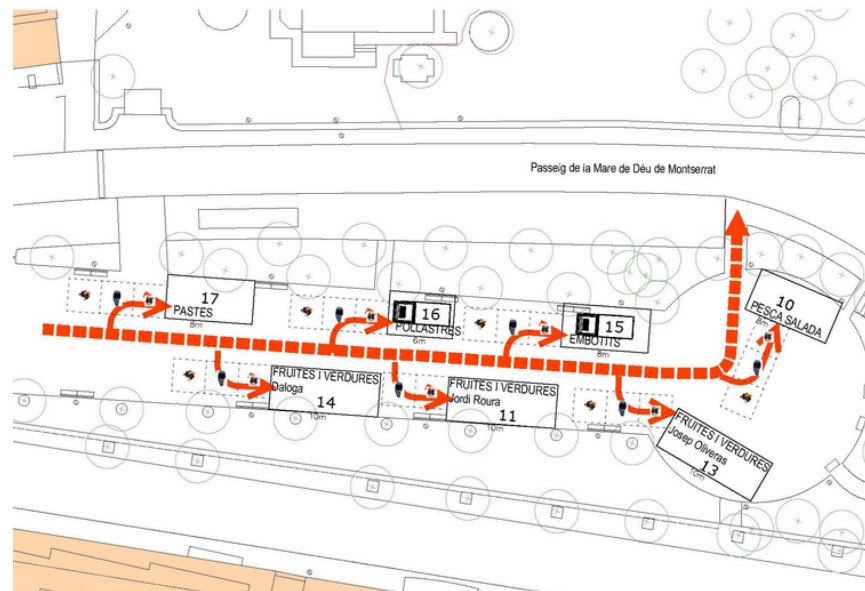 Passeig de la Mare de Déu de Montserrat
17
PASTES
8m
16
POLLASTRES
6m
15
EMBOTITS
8m
10
PESCA SALADA
8m
FRUITES I VERDURES
Daloga
14
10m
FRUITES I VERDURES
Jordi Roura
11
10m
FRUITES I VERDURES
Josep Oliveras
13
10m